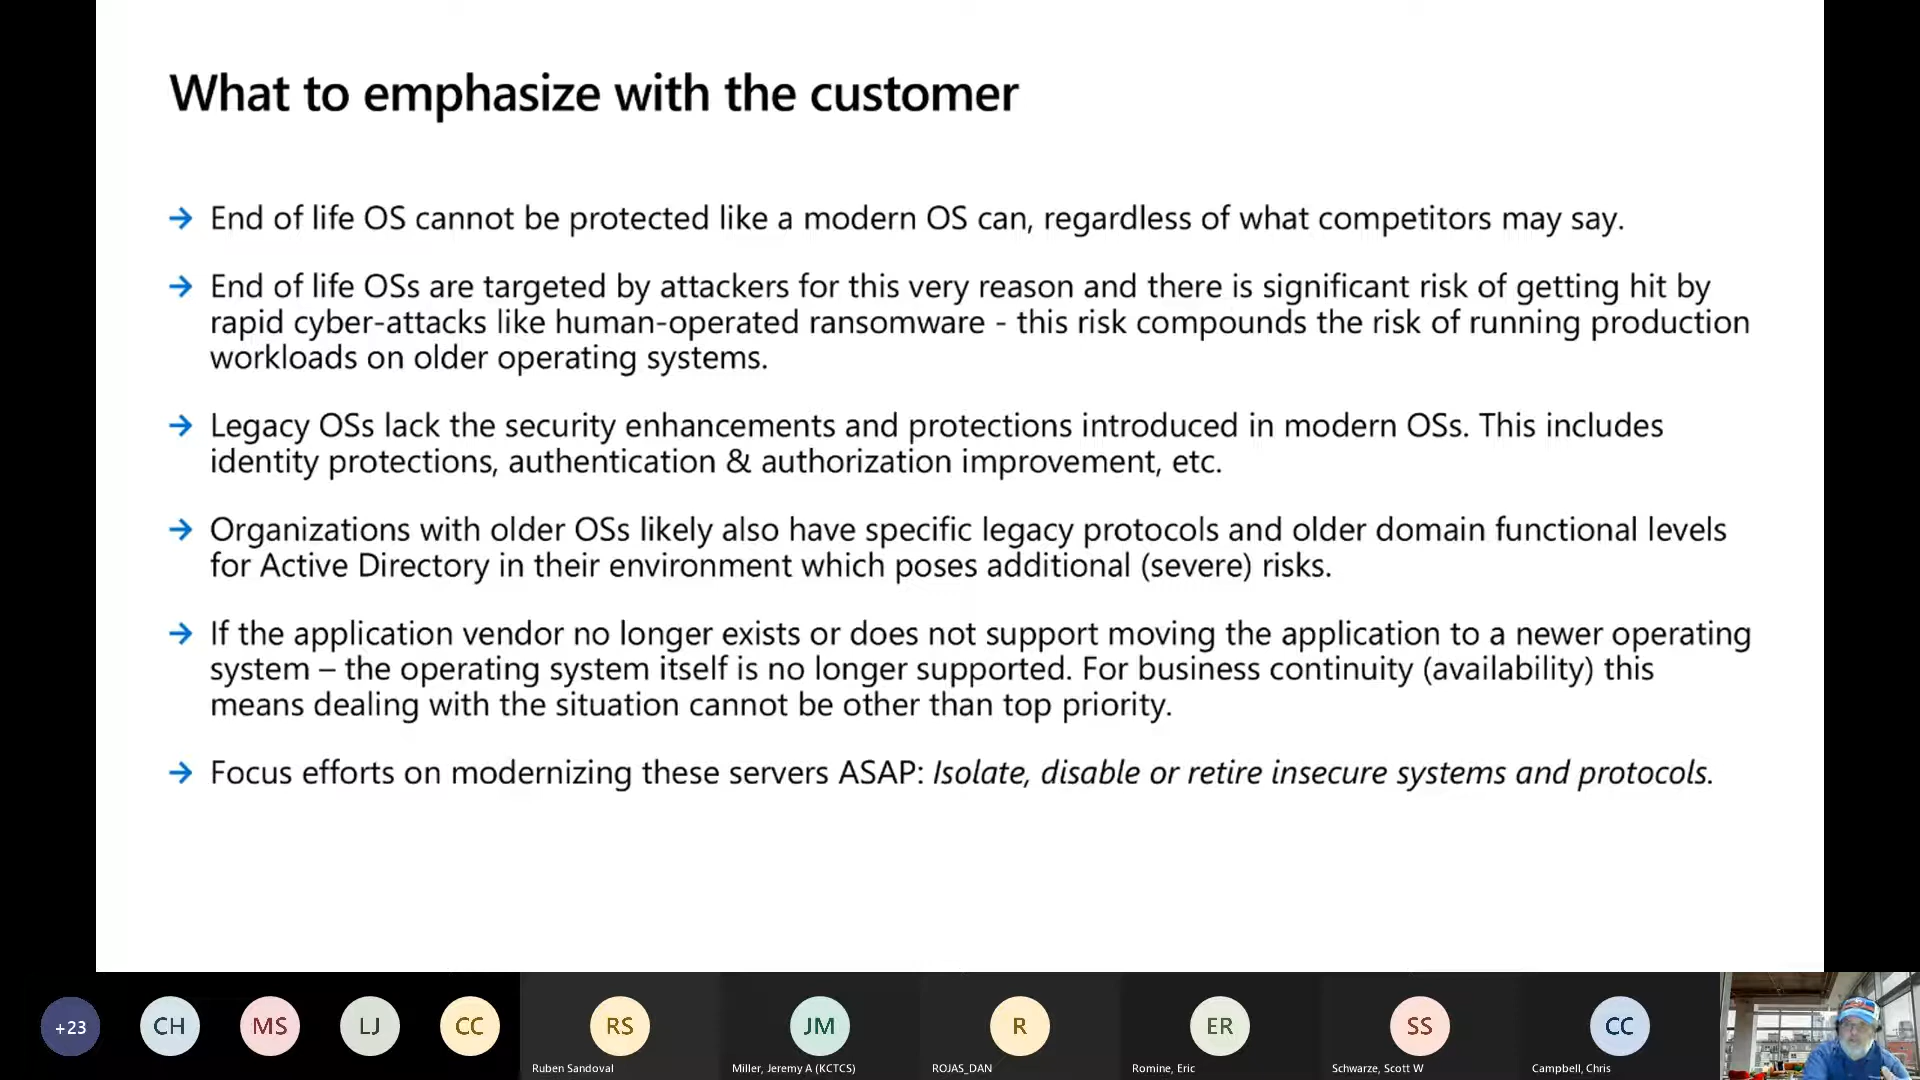 What to emphasize with the customer
→ End of life OS cannot be protected like a modern OS can, regardless of what competitors may say.
→ End of life OSs are targeted by attackers for this very reason and there is significant risk of getting hit by
rapid cyber-attacks like human-operated ransomware - this risk compounds the risk of running production
workloads on older operating systems.
→ Legacy OSs lack the security enhancements and protections introduced in modern OSs. This includes
identity protections, authentication & authorization improvement, etc.
→ Organizations with older OSs likely also have specific legacy protocols and older domain functional levels
for Active Directory in their environment which poses additional (severe) risks.
→ If the application vendor no longer exists or does not support moving the application to a newer operating
system – the operating system itself is no longer supported. For business continuity (availability) this
means dealing with the situation cannot be other than top priority.
→ Focus efforts on modernizing these servers ASAP: Isolate, disable or retire insecure systems and protocols.
+23
CH
MS
LJ
CC
RS
JM
R
ER
SS
CC
Ruben Sandoval
Miller, Jeremy A (KCTCS)
ROJAS_DAN
Romine, Eric
Schwarze, Scott W
Campbell, Chris